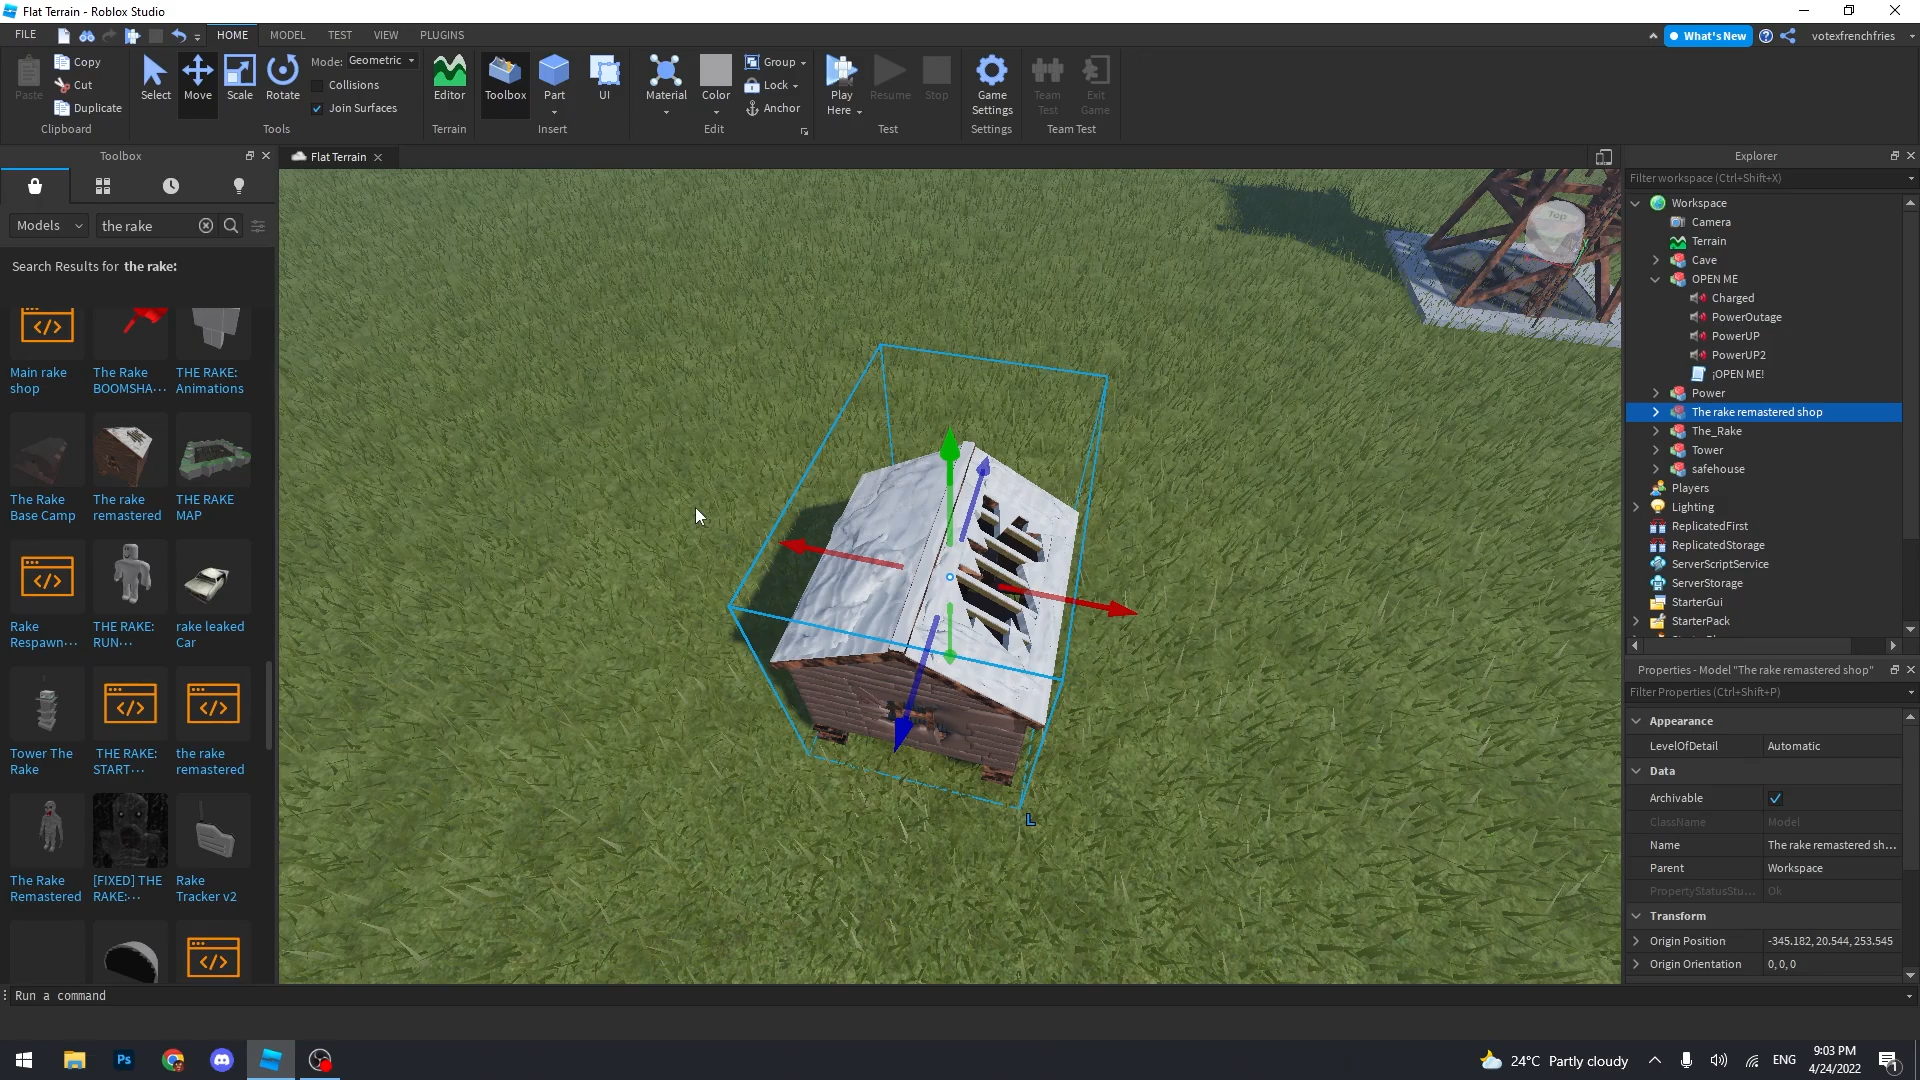 Flat Terrain - Roblox Studio
FILE
HOME
MODEL
TEST
VIEW
PLUGINS
What's New
votexfrenchfries
Paste
Copy
Cut
Duplicate
Clipboard
Select
Move
Scale
Rotate
Mode: Geometric
Collisions
Join Surfaces
Tools
Editor
Terrain
Toolbox
Part
UI
Insert
Material
Color
Group
Lock
Anchor
Edit
Play Here
Resume
Stop
Test
Game Settings
Settings
Team Test
Exit Game
Team Test
Toolbox
Models
the rake
Search Results for the rake:
Main rake shop
The Rake BOOMSHA···
THE RAKE: Animations
The Rake Base Camp
The rake remastered
THE RAKE MAP
Rake Respawn···
THE RAKE: RUN···
rake leaked Car
Tower The Rake
THE RAKE: START···
the rake remastered
The Rake Remastered
[FIXED] THE RAKE:···
Rake Tracker v2
Flat Terrain
Top
Y
L
Explorer
Filter workspace (Ctrl+Shift+X)
Workspace
Camera
Terrain
Cave
OPEN ME
Charged
PowerOutage
PowerUP
PowerUP2
¡OPEN ME!
Power
The rake remastered shop
The_Rake
Tower
safehouse
Players
Lighting
ReplicatedFirst
ReplicatedStorage
ServerScriptService
ServerStorage
StarterGui
StarterPack
Properties - Model "The rake remastered shop"
Filter Properties (Ctrl+Shift+P)
Appearance
LevelOfDetail Automatic
Data
Archivable
ClassName Model
Name The rake remastered sh...
Parent Workspace
PropertyStatusStu... Ok
Transform
Origin Position -345.182, 20.544, 253.545
Origin Orientation 0, 0, 0
Run a command
Ps
24°C Partly cloudy
ENG
9:03 PM
4/24/2022
1